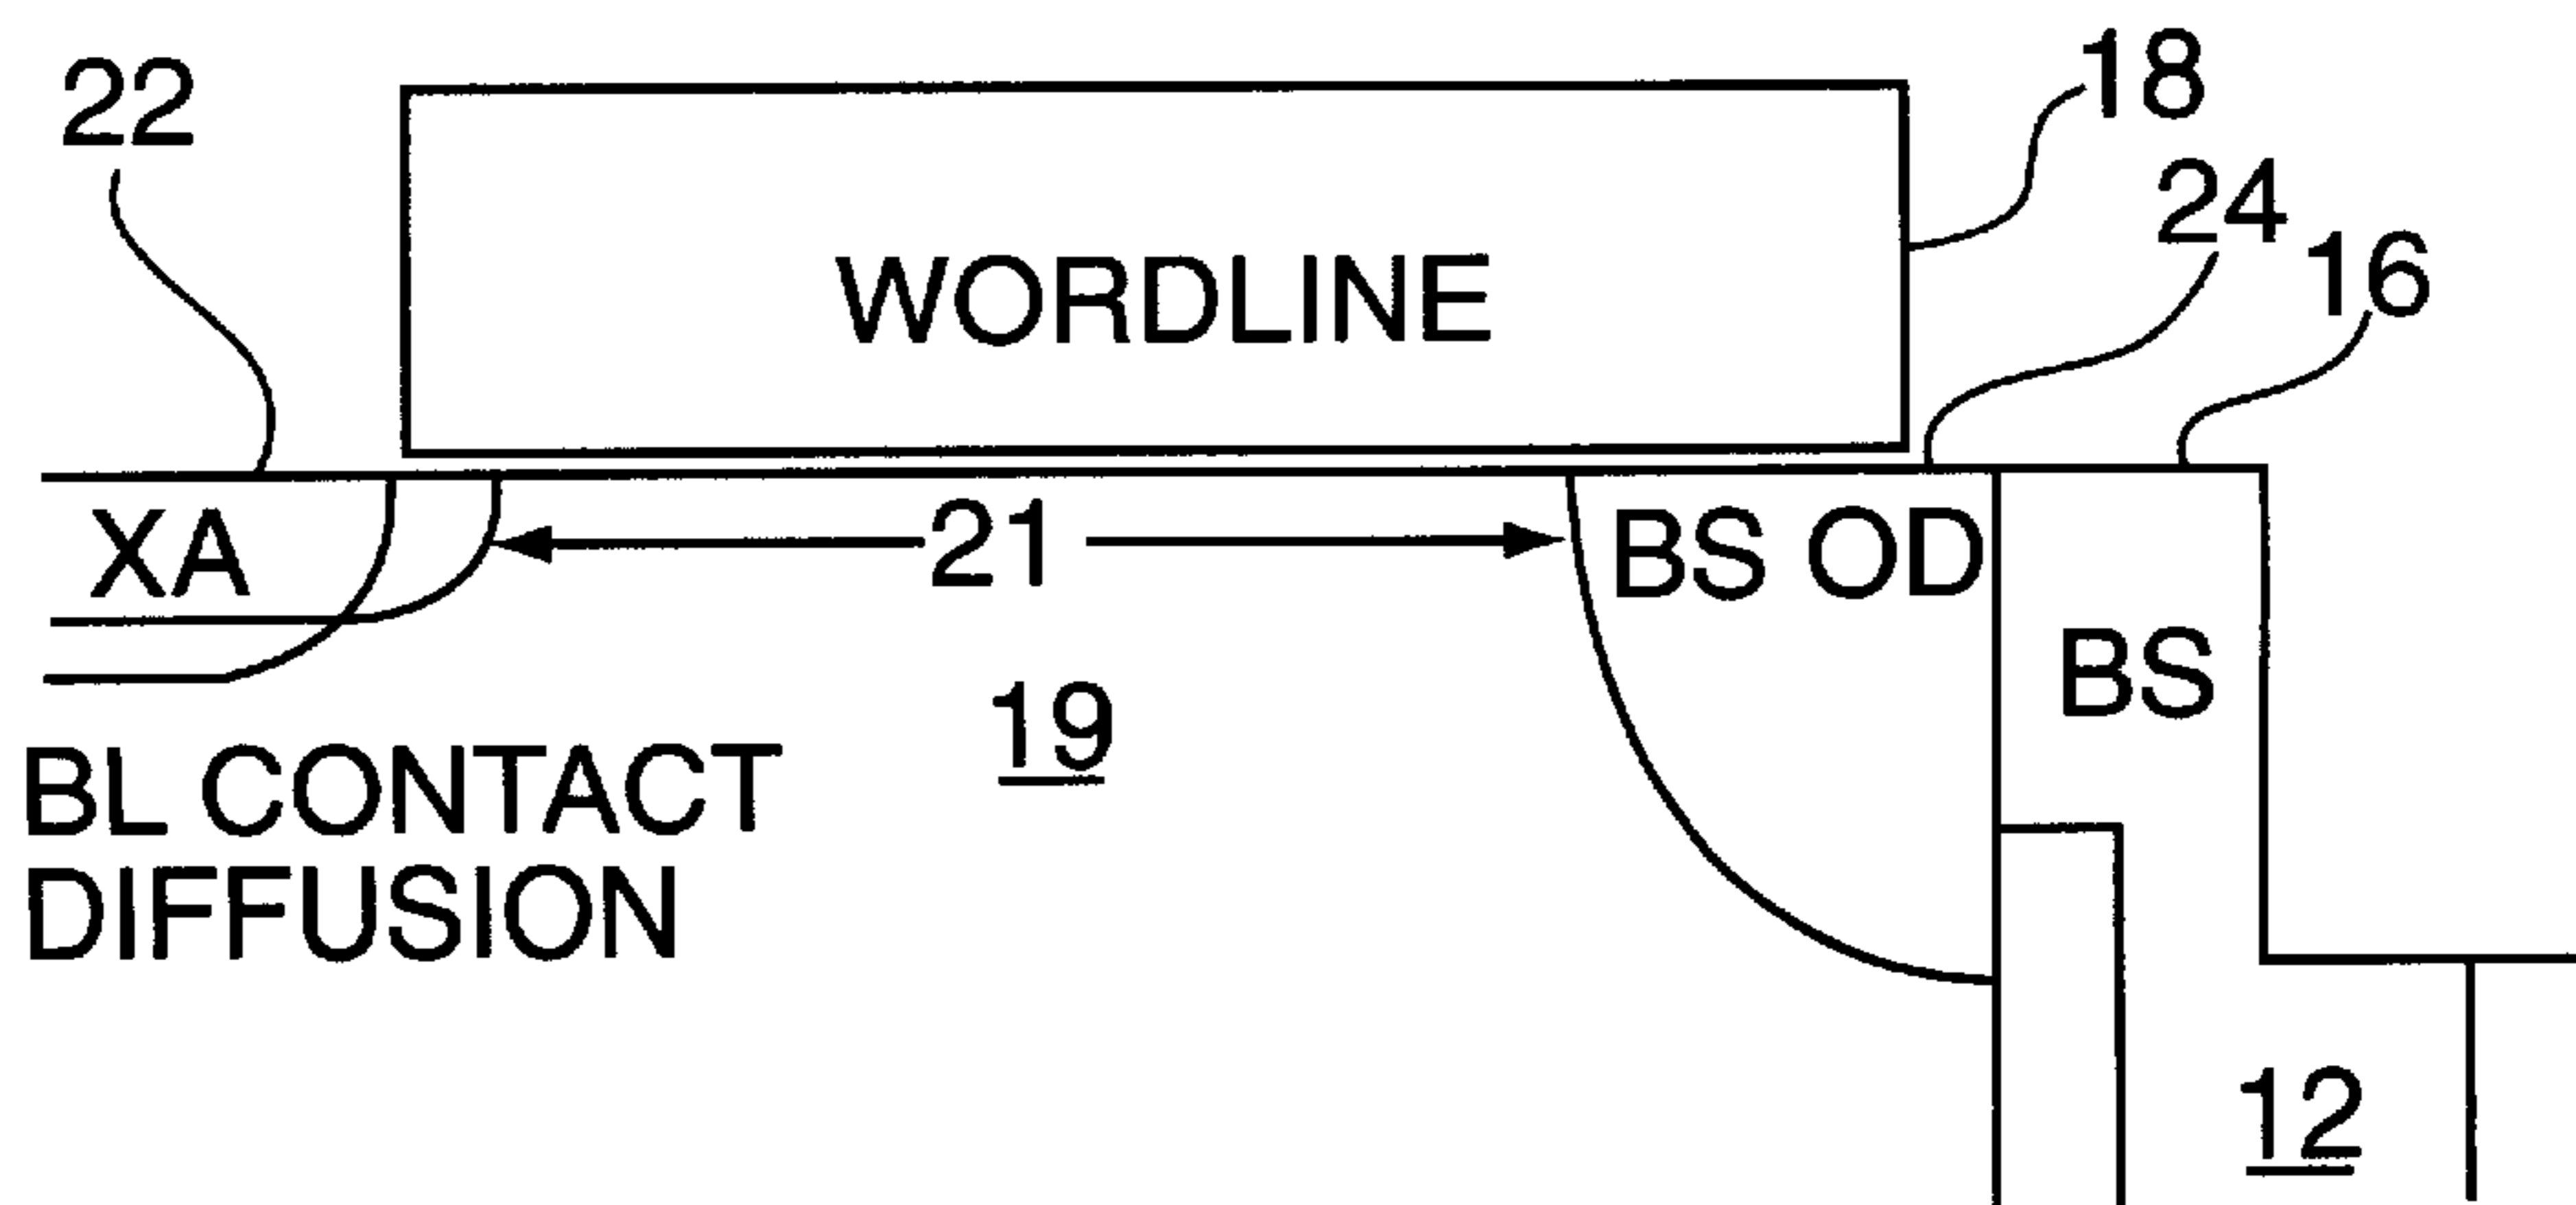 22
18
24
16
WORDLINE
XA
21
BS OD
BS
19
BL CONTACT
DIFFUSION
12